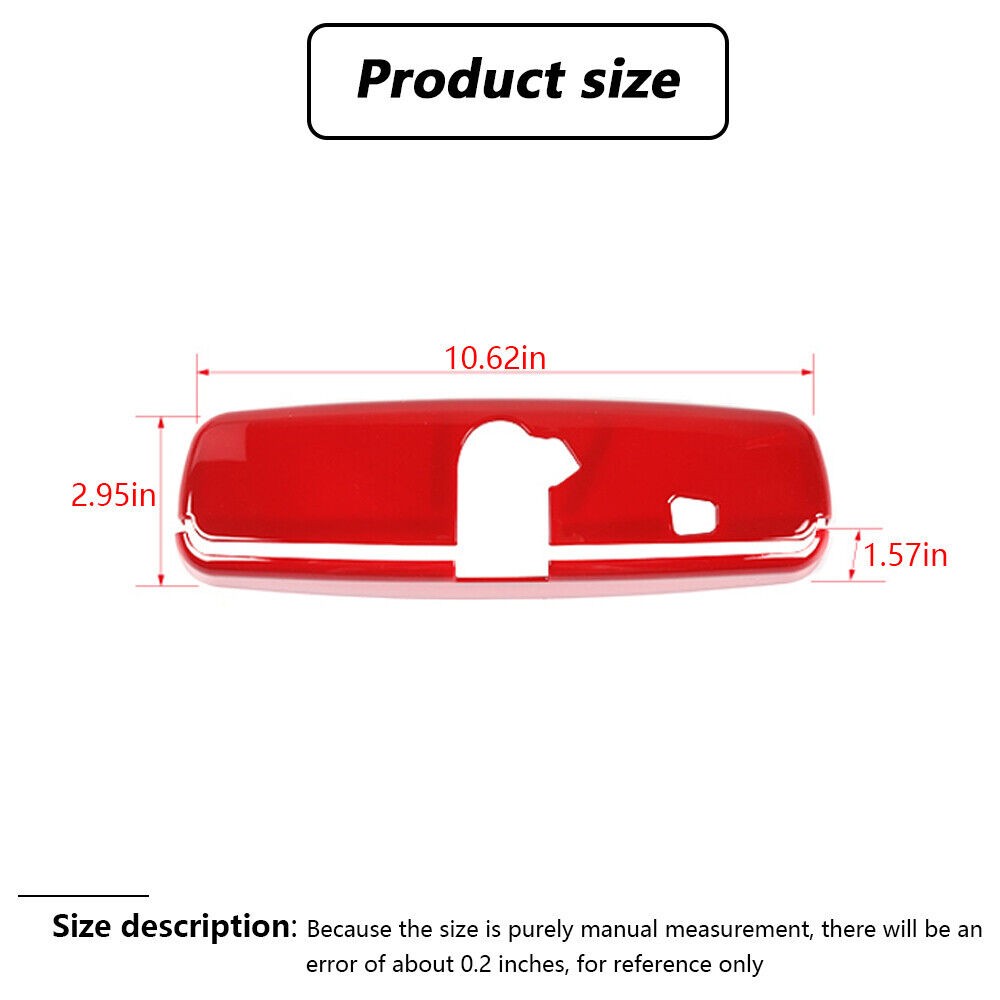 Product size
10.62in
2.95in
1.57in
Size description: Because the size is purely manual measurement, there will be an
error of about 0.2 inches, for reference only